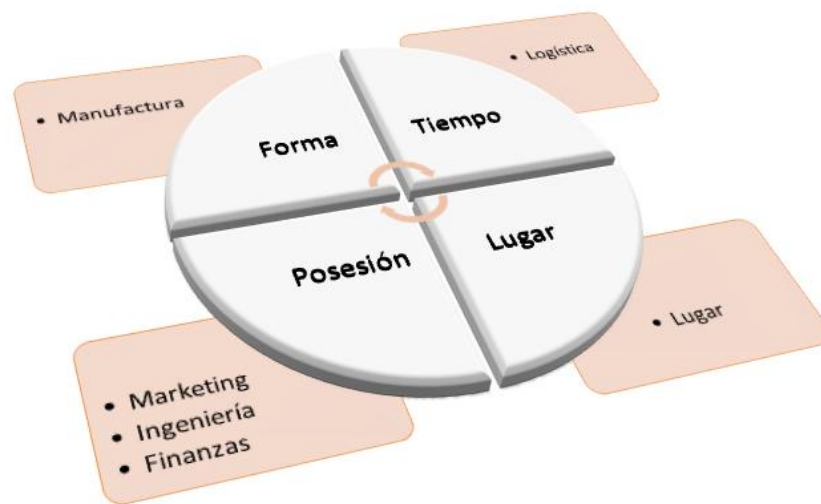 • Logística
• Manufactura
Forma
Tiempo
Posesión
Lugar
• Lugar
• Marketing
• Ingeniería
• Finanzas